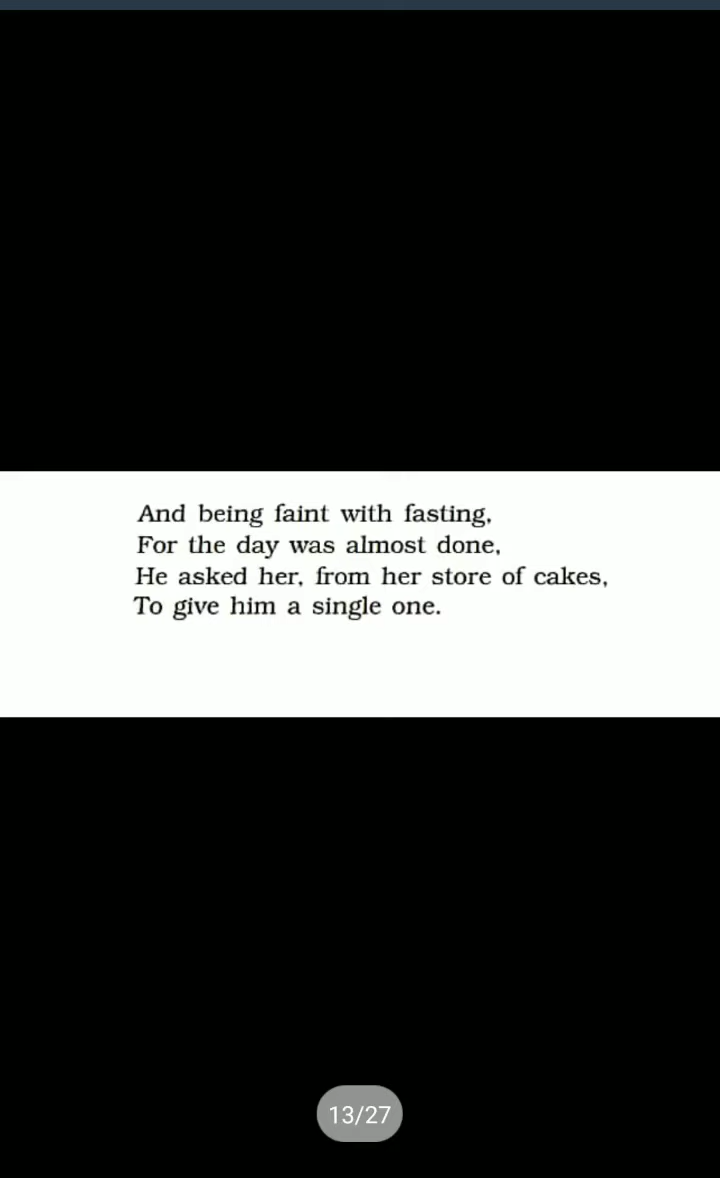 And being faint with fasting,
For the day was almost done,
He asked her, from her store of cakes,
To give him a single one.
13/27